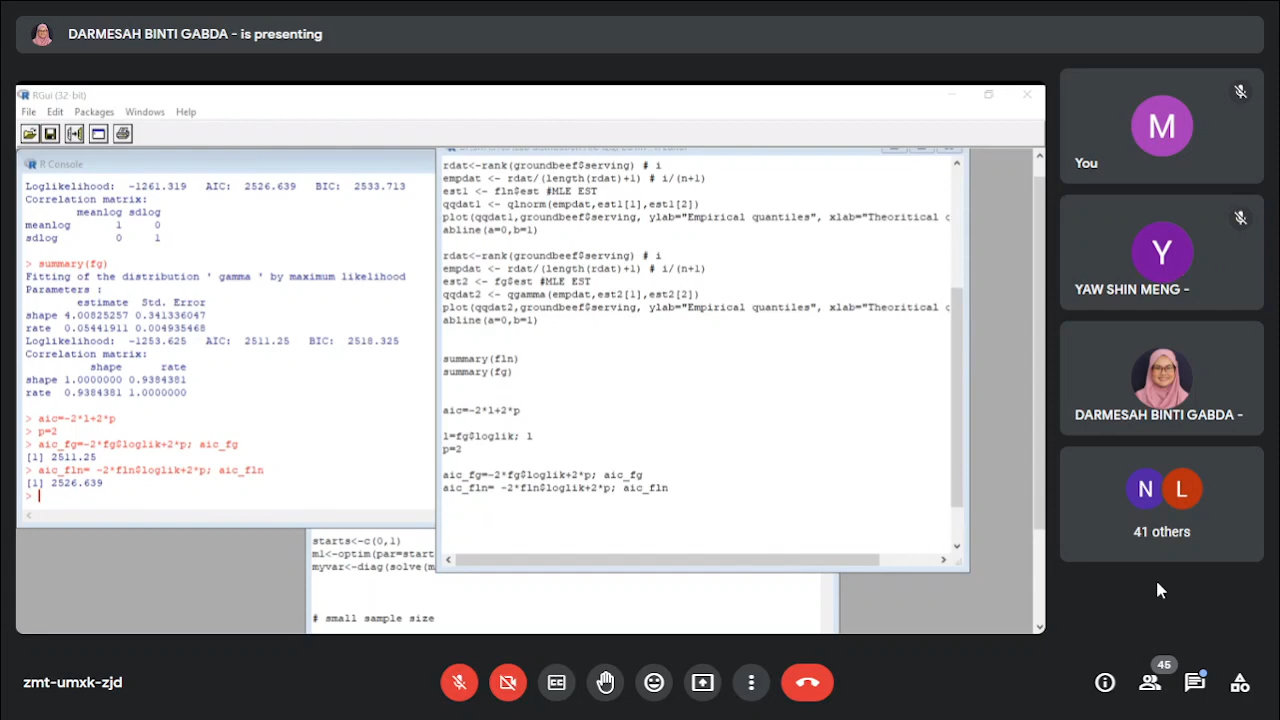 DARMESAH BINTI GABDA - is presenting
RGui (32-bit)
File Edit Packages Windows Help
R Console
Loglikelihood: -1261.319 AIC: 2526.639 BIC: 2533.713
Correlation matrix:
meanlog sdlog
meanlog 1 0
sdlog 0 1
> summary(fg)
Fitting of the distribution ' gamma ' by maximum likelihood
Parameters :
estimate Std. Error
shape 4.00825257 0.341336047
rate 0.05441911 0.004935468
Loglikelihood: -1253.625 AIC: 2511.25 BIC: 2518.325
Correlation matrix:
shape rate
shape 1.0000000 0.9384381
rate 0.9384381 1.0000000
> aic=-2*l+2*p
> p=2
> aic_fg=-2*fg$loglik+2*p; aic_fg
[1] 2511.25
> aic_fln= -2*fln$loglik+2*p; aic_fln
[1] 2526.639
>
rdat<-rank(groundbeef$serving) # i
empdat <- rdat/(length(rdat)+1) # i/(n+1)
est1 <- fln$est #MLE EST
qqdat1 <- qlnorm(empdat,est1[1],est1[2])
plot(qqdat1,groundbeef$serving, ylab="Empirical quantiles", xlab="Theoritical
abline(a=0,b=1)
rdat<-rank(groundbeef$serving) # i
empdat <- rdat/(length(rdat)+1) # i/(n+1)
est2 <- fg$est #MLE EST
qqdat2 <- qgamma(empdat,est2[1],est2[2])
plot(qqdat2,groundbeef$serving, ylab="Empirical quantiles", xlab="Theoritical
abline(a=0,b=1)
summary(fln)
summary(fg)
aic=-2*l+2*p
l=fg$loglik; l
p=2
aic_fg=-2*fg$loglik+2*p; aic_fg
aic_fln= -2*fln$loglik+2*p; aic_fln
starts<-c(0,1)
ml<-optim(par=start
myvar<-diag(solve(m
# small sample size
M
You
Y
YAW SHIN MENG -
DARMESAH BINTI GABDA -
N L
41 others
zmt-umxk-zjd
CC
45